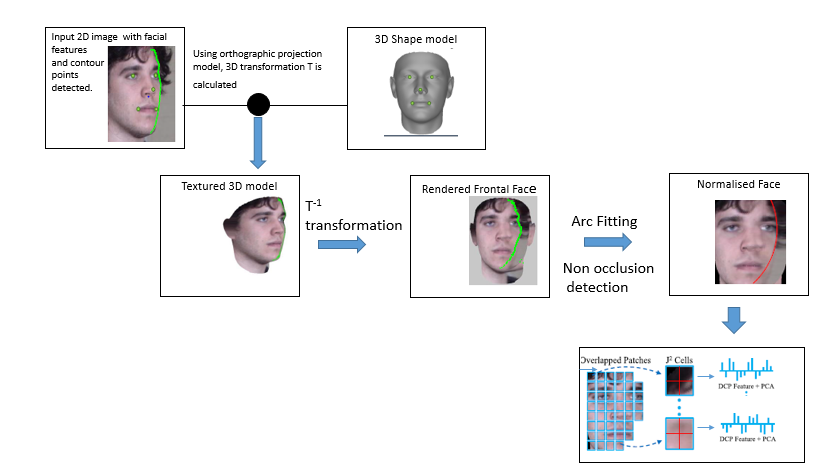 Input 2D image with facial
features
and contour
points
detected.
Using orthographic projection
model, 3D transformation T is
calculated
3D Shape model
Textured 3D model
T-1
transformation
Rendered Frontal Face
Arc Fitting
Non occlusion
detection
Normalised Face
Overlapped Patches
J² Cells
DCP Feature + PCA
DCP Feature + PCA